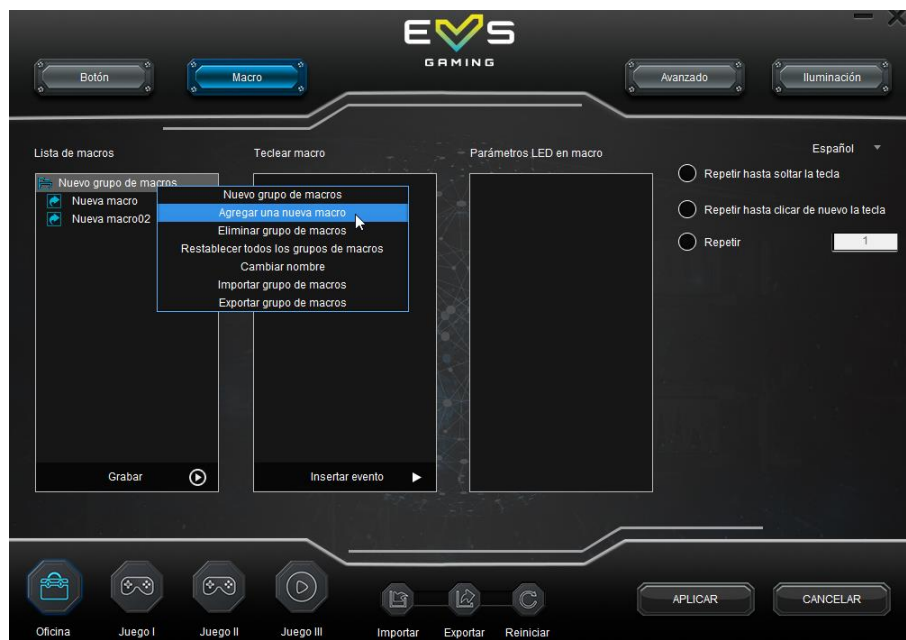 EVS
GAMING
Botón
Macro
Avanzado
Iluminación
Español
Lista de macros
Teclear macro
Parámetros LED en macro
Nuevo grupo de macros
Nueva macro
Nueva macro02
Nuevo grupo de macros
Agregar una nueva macro
Eliminar grupo de macros
Restablecer todos los grupos de macros
Cambiar nombre
Importar grupo de macros
Exportar grupo de macros
Repetir hasta soltar la tecla
Repetir hasta clicar de nuevo la tecla
Repetir
1
Grabar
Insertar evento
Oficina
Juego I
Juego II
Juego III
Importar
Exportar
Reiniciar
APLICAR
CANCELAR